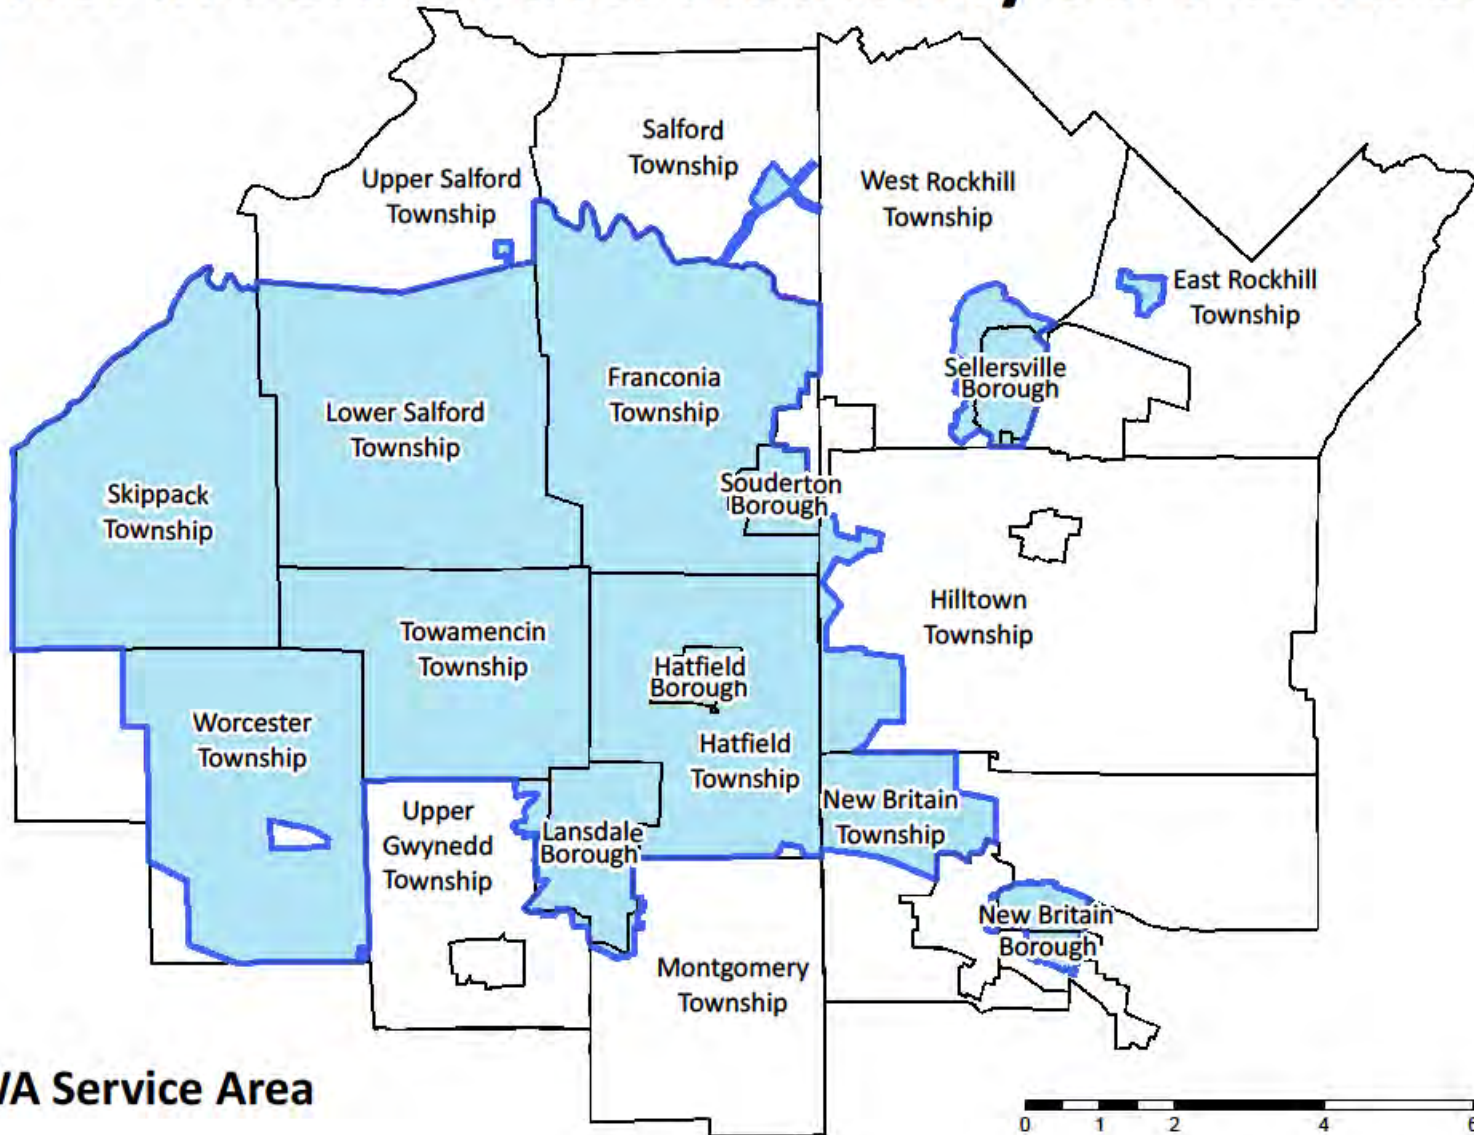 Salford
Township
Upper Salford
Township
West Rockhill
Township
East Rockhill
Township
Sellersville
Borough
Franconia
Township
Lower Salford
Township
Souderton
Borough
Skippack
Township
Hilltown
Township
Towamencin
Township
Hatfield
Borough
Worcester
Township
Hatfield
Township
New Britain
Township
Upper
Gwynedd
Township
Lansdale
Borough
New Britain
Borough
Montgomery
Township
VA Service Area
0 1 2 4 6